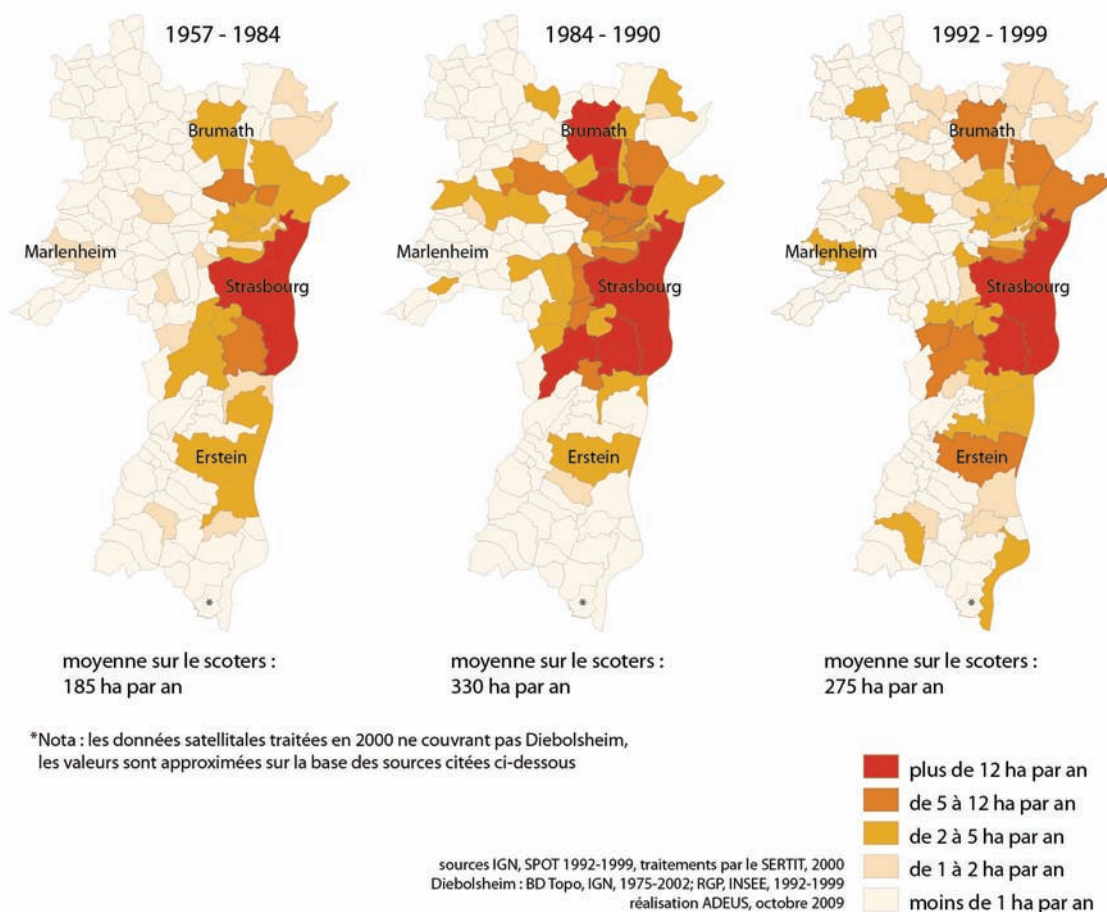 1957 - 1984
1984 - 1990
1992 - 1999
Brumath
Marlenheim
Strasbourg
Erstein
*
Brumath
Marlenheim
Strasbourg
Erstein
*
Brumath
Marlenheim
Strasbourg
Erstein
*
moyenne sur le scoters :
185 ha par an
moyenne sur le scoters :
330 ha par an
moyenne sur le scoters :
275 ha par an
*Nota : les données satellitales traitées en 2000 ne couvrant pas Diebolsheim,
les valeurs sont approximées sur la base des sources citées ci-dessous
plus de 12 ha par an
de 5 à 12 ha par an
de 2 à 5 ha par an
de 1 à 2 ha par an
moins de 1 ha par an
sources IGN, SPOT 1992-1999, traitements par le SERTIT, 2000
Diebolsheim : BD Topo, IGN, 1975-2002; RGP, INSEE, 1992-1999
réalisation ADEUS, octobre 2009